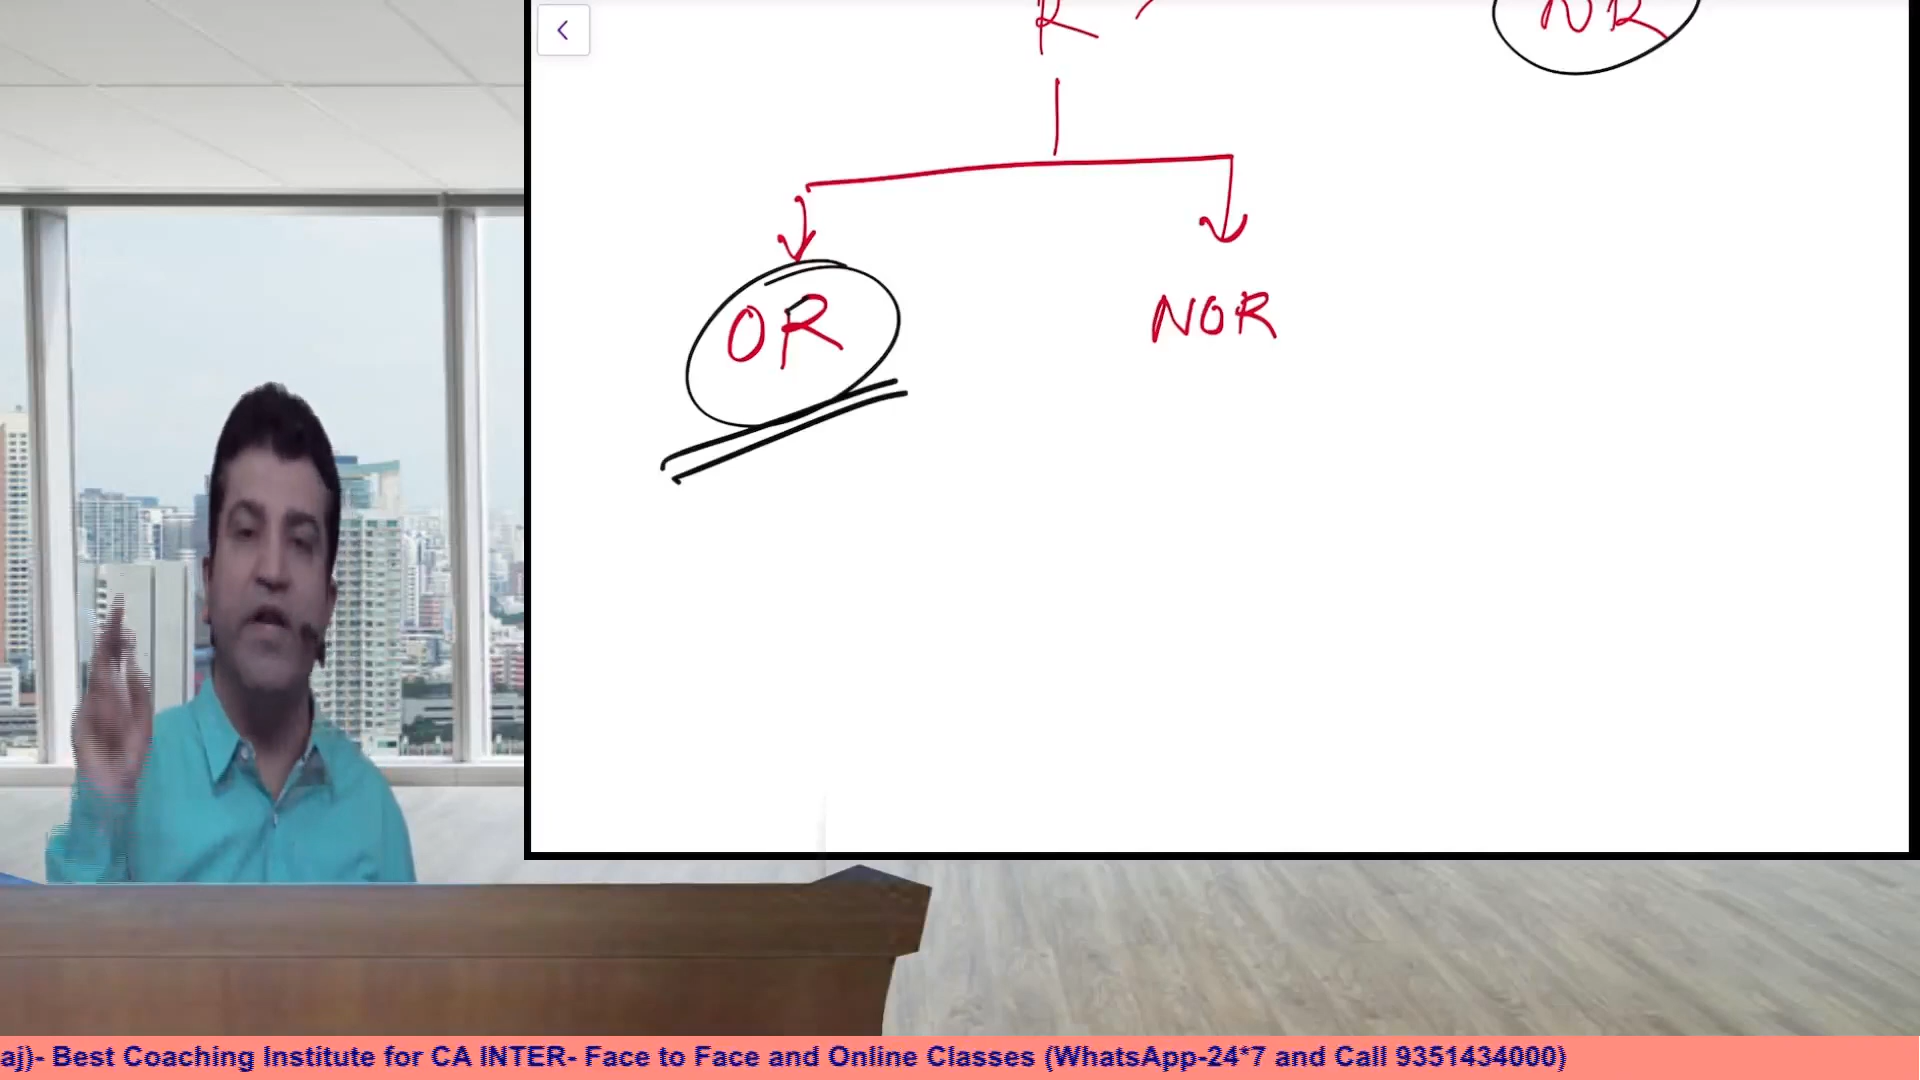 R NR
OR NOR
aj)- Best Coaching Institute for CA INTER- Face to Face and Online Classes (WhatsApp-24*7 and Call 9351434000)